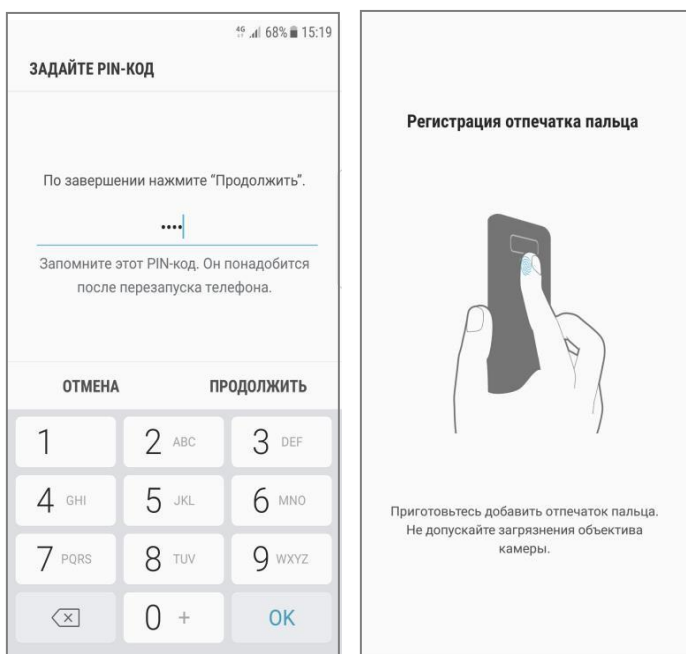 4G 68% 15:19
ЗАДАЙТЕ PIN-КОД
По завершении нажмите "Продолжить".
••••
Запомните этот PIN-код. Он понадобится
после перезапуска телефона.
ОТМЕНА ПРОДОЛЖИТЬ
1 2 ABC 3 DEF
4 GHI 5 JKL 6 MNO
7 PQRS 8 TUV 9 WXYZ
0 + OK
Регистрация отпечатка пальца
Приготовьтесь добавить отпечаток пальца.
Не допускайте загрязнения объектива
камеры.